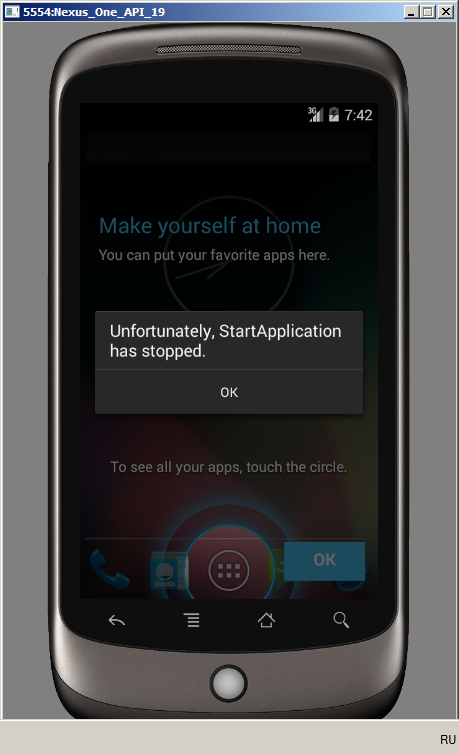 5554:Nexus_One_API_19
3G 7:42
Make yourself at home
You can put your favorite apps here.
Unfortunately, StartApplication
has stopped.
OK
To see all your apps, touch the circle.
OK
RU